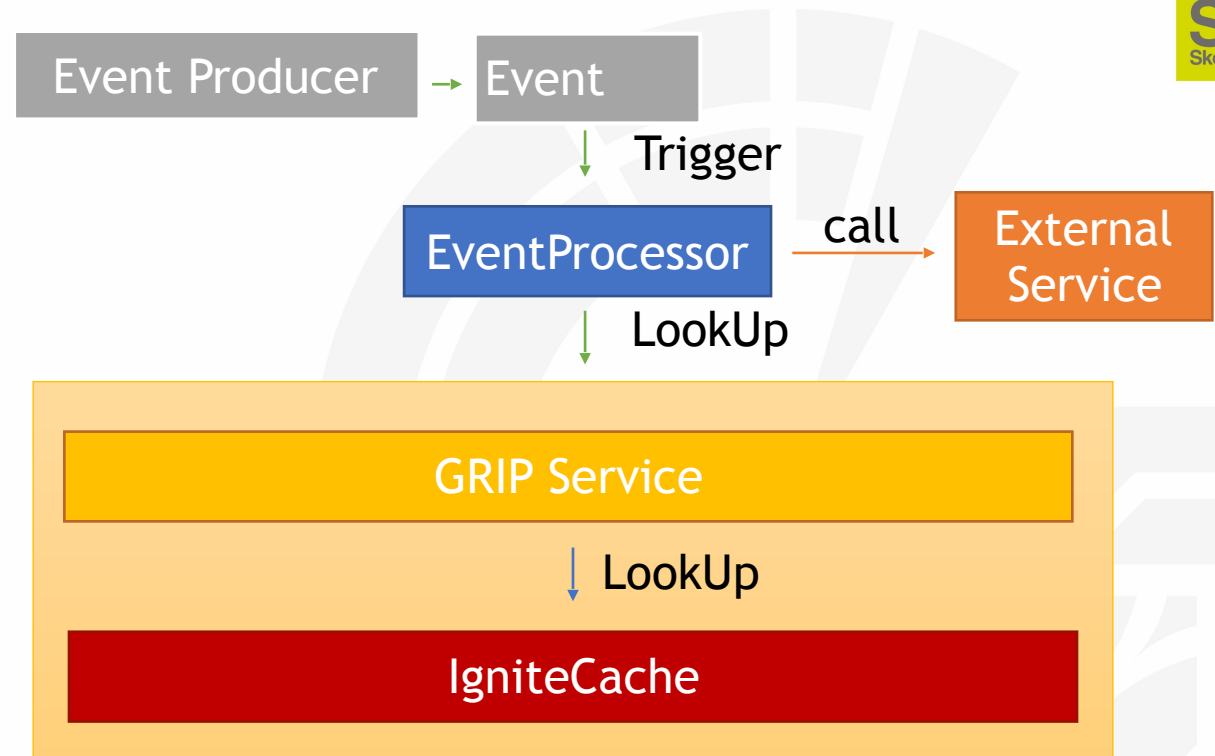 Event Producer
Event
Trigger
EventProcessor
call
External
Service
LookUp
GRIP Service
LookUp
IgniteCache